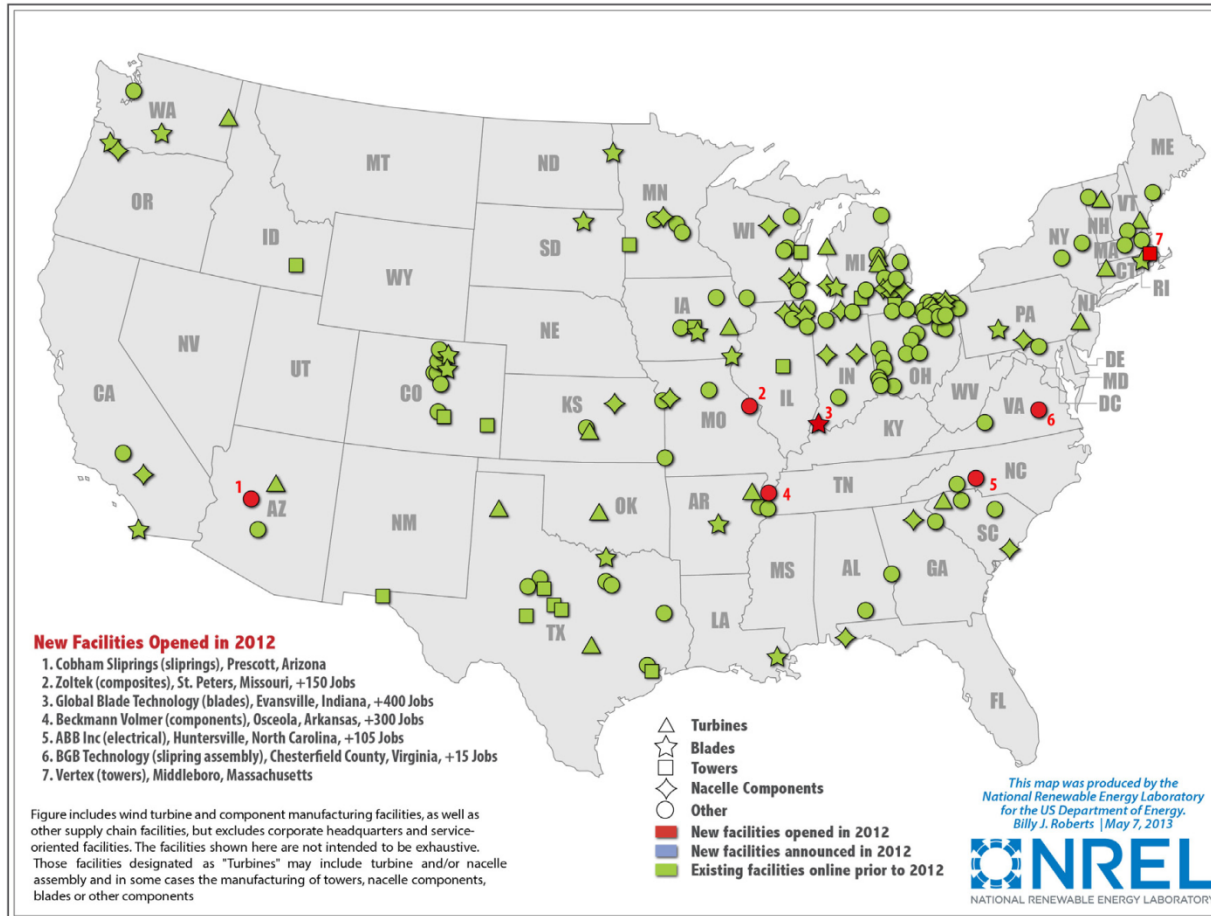 WA
MT
ND
MN
ME
OR
ID
SD
WI
MI
VT
NH
NY
MA
CT
RI
7
WY
IA
NE
PA
NJ
NV
UT
CO
CA
KS
MO
IL
IN
OH
WV
VA
DE
MD
DC
2
3
6
KY
1
AZ
NM
OK
AR
4
TN
NC
5
SC
MS
AL
GA
TX
LA
FL
New Facilities Opened in 2012
1. Cobham Sliprings (sliprings), Prescott, Arizona
2. Zoltek (composites), St. Peters, Missouri, +150 Jobs
3. Global Blade Technology (blades), Evansville, Indiana, +400 Jobs
4. Beckmann Volmer (components), Osceola, Arkansas, +300 Jobs
5. ABB Inc (electrical), Huntersville, North Carolina, +105 Jobs
6. BGB Technology (slipring assembly), Chesterfield County, Virginia, +15 Jobs
7. Vertex (towers), Middleboro, Massachusetts
Figure includes wind turbine and component manufacturing facilities, as well as
other supply chain facilities, but excludes corporate headquarters and service-
oriented facilities. The facilities shown here are not intended to be exhaustive.
Those facilities designated as "Turbines" may include turbine and/or nacelle
assembly and in some cases the manufacturing of towers, nacelle components,
blades or other components
Turbines
Blades
Towers
Nacelle Components
Other
New facilities opened in 2012
New facilities announced in 2012
Existing facilities online prior to 2012
This map was produced by the
National Renewable Energy Laboratory
for the US Department of Energy.
Billy J. Roberts | May 7, 2013
NREL
NATIONAL RENEWABLE ENERGY LABORATORY